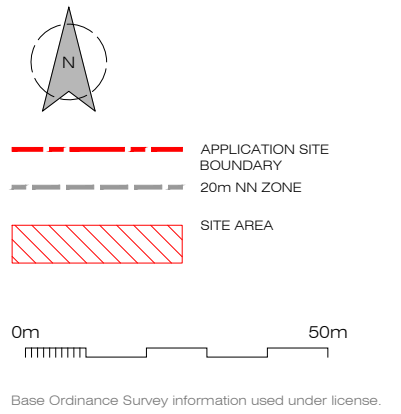 N
APPLICATION SITE
BOUNDARY
20m NN ZONE
SITE AREA
0m 50m
Base Ordinance Survey information used under license.